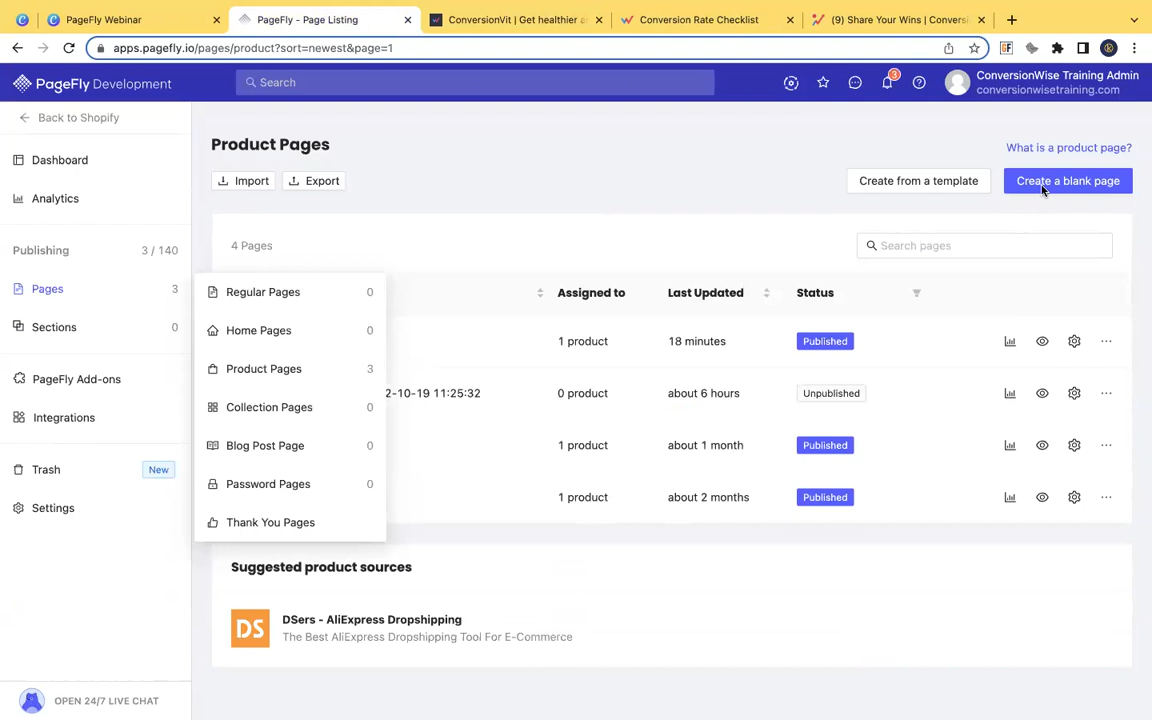 PageFly Webinar
PageFly - Page Listing
ConversionVit | Get healthier a
Conversion Rate Checklist
(9) Share Your Wins | Conversi
apps.pagefly.io/pages/product?sort=newest&page=1
PageFly Development
Search
3
ConversionWise Training Admin
conversionwisetraining.com
Back to Shopify
Dashboard
Analytics
Publishing 3 / 140
Pages 3
Sections 0
PageFly Add-ons
Integrations
Trash New
Settings
OPEN 24/7 LIVE CHAT
Product Pages
What is a product page?
Import Export
Create from a template
Create a blank page
4 Pages
Search pages
Assigned to Last Updated Status
1 product 18 minutes Published
2-10-19 11:25:32 0 product about 6 hours Unpublished
1 product about 1 month Published
1 product about 2 months Published
Regular Pages 0
Home Pages 0
Product Pages 3
Collection Pages 0
Blog Post Page 0
Password Pages 0
Thank You Pages
Suggested product sources
DS
DSers - AliExpress Dropshipping
The Best AliExpress Dropshipping Tool For E-Commerce